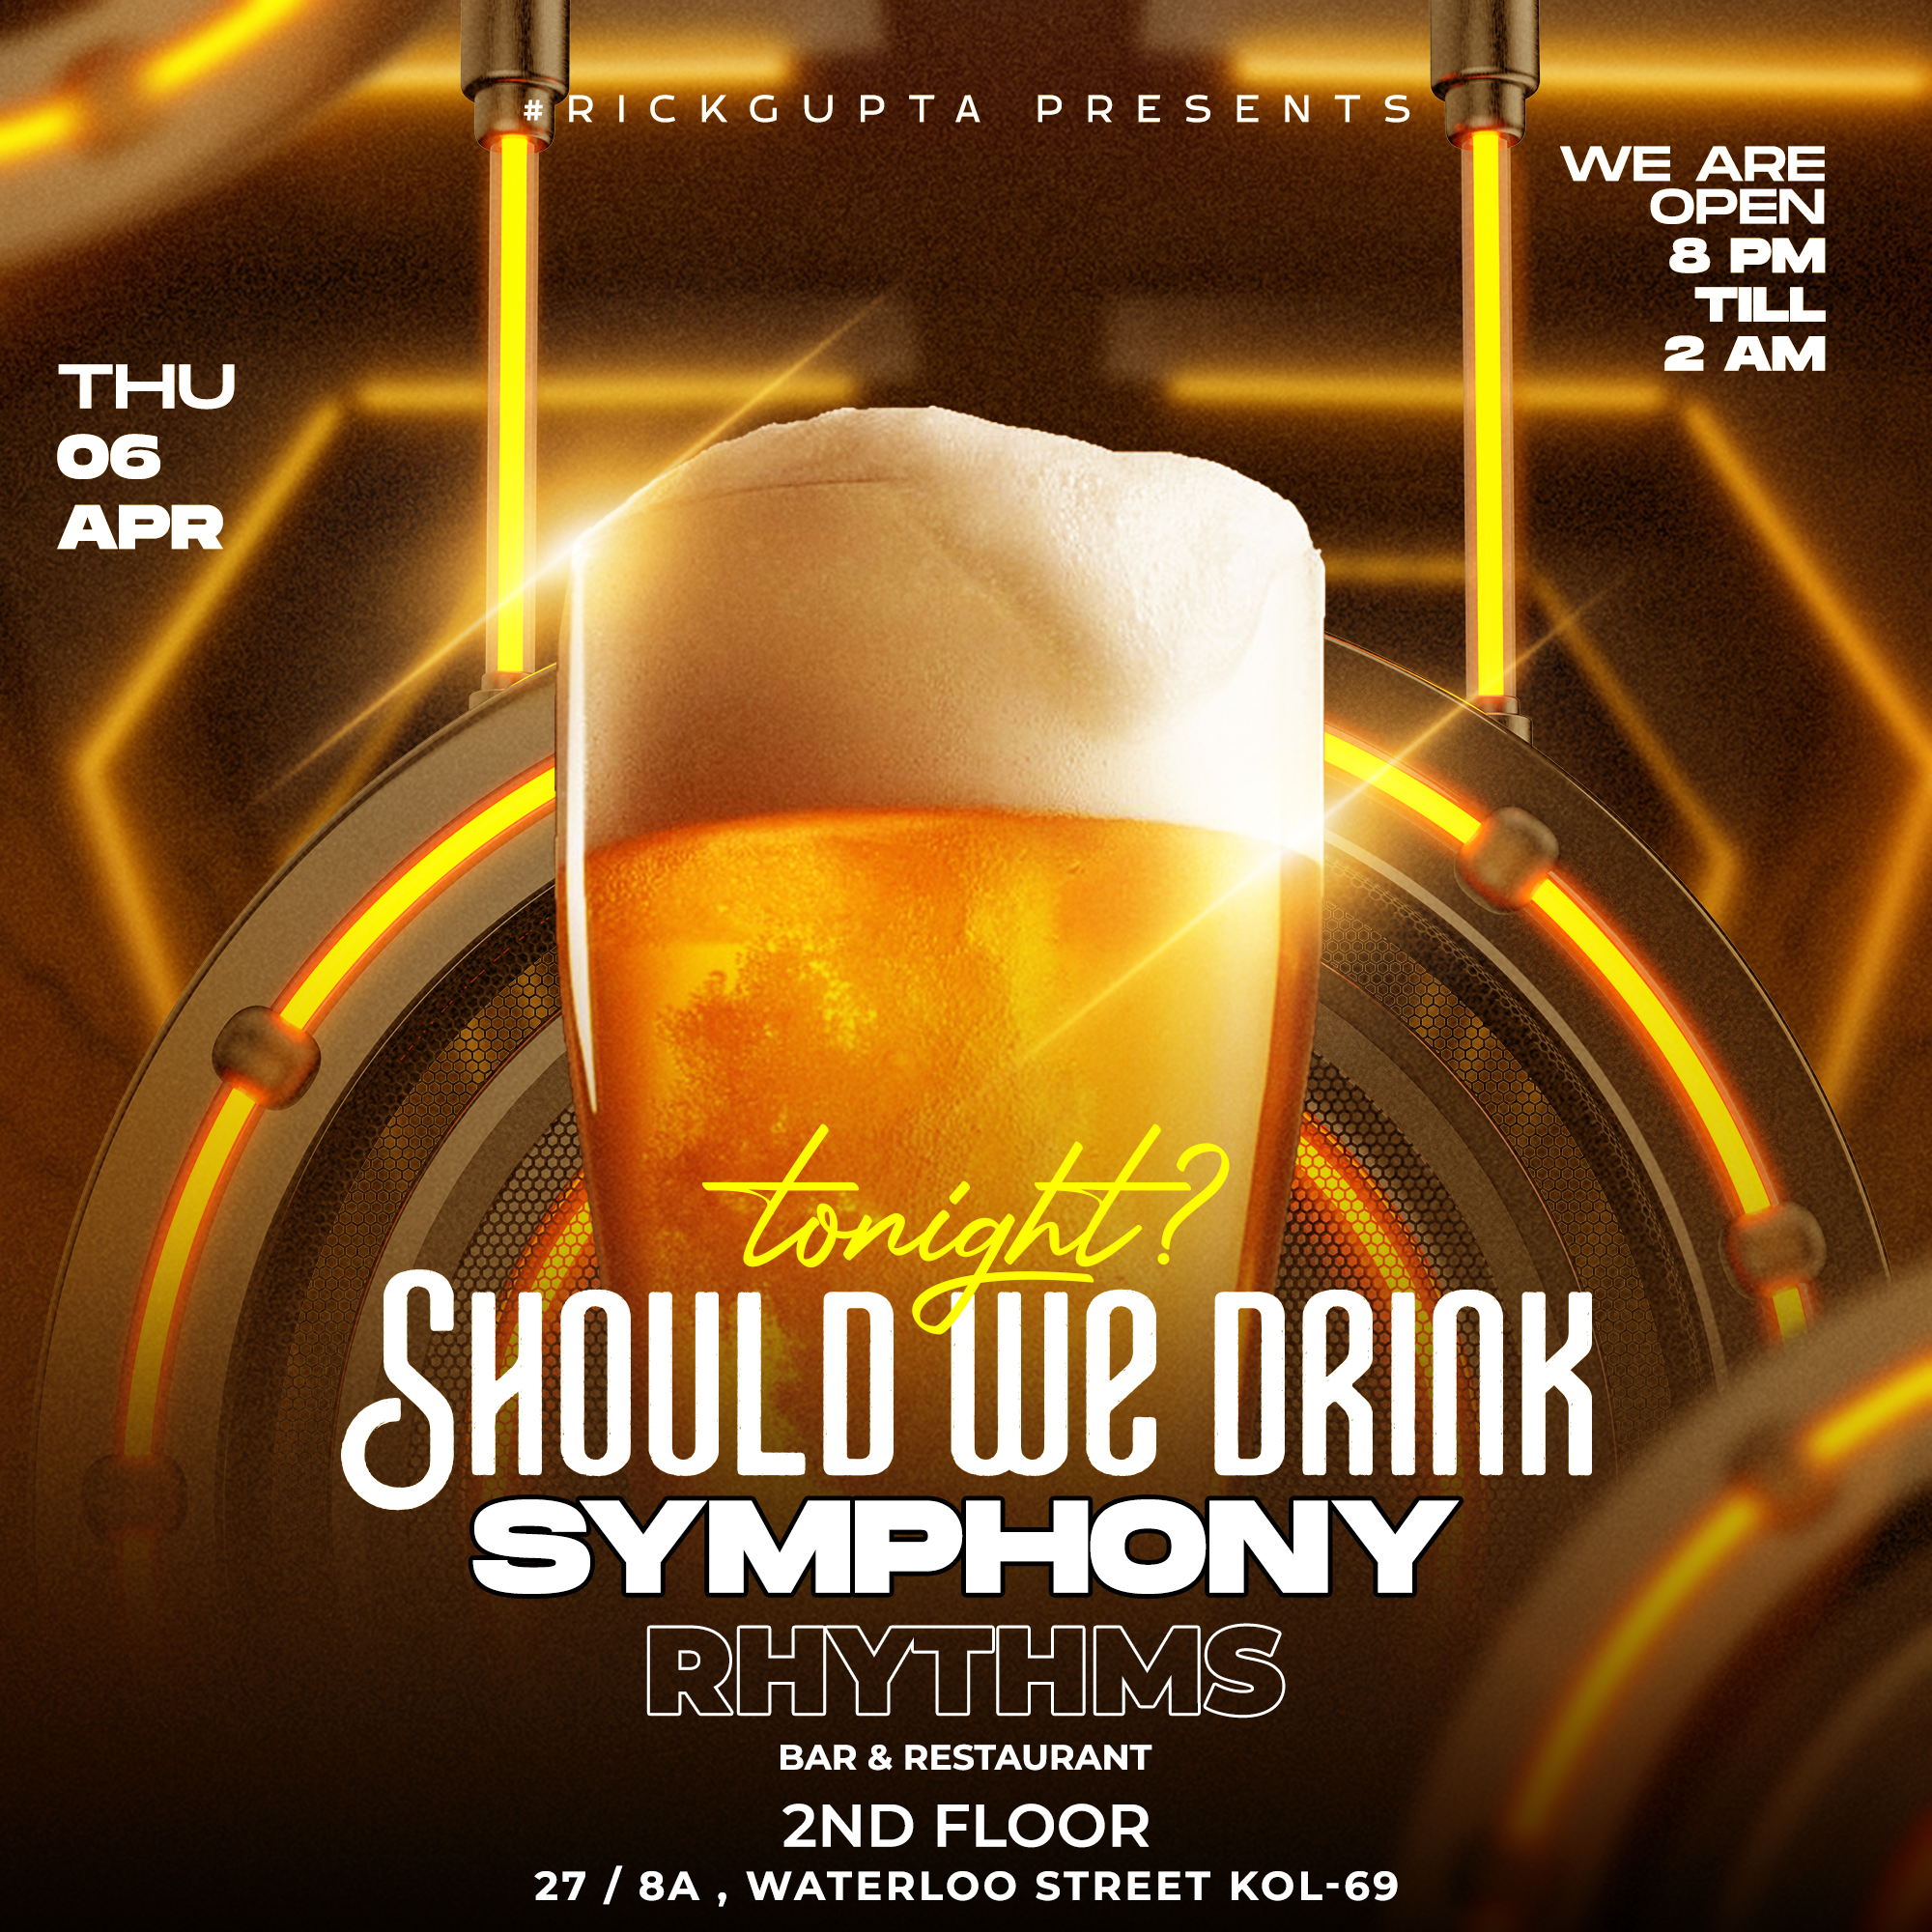 #RICKGUPTA PRESENTS
WE ARE
OPEN
8 PM
TILL
2 AM
THU
06
APR
tonight?
SHOULD WE DRINK
SYMPHONY
RHYTHMS
BAR & RESTAURANT
2ND FLOOR
27 / 8A , WATERLOO STREET KOL-69